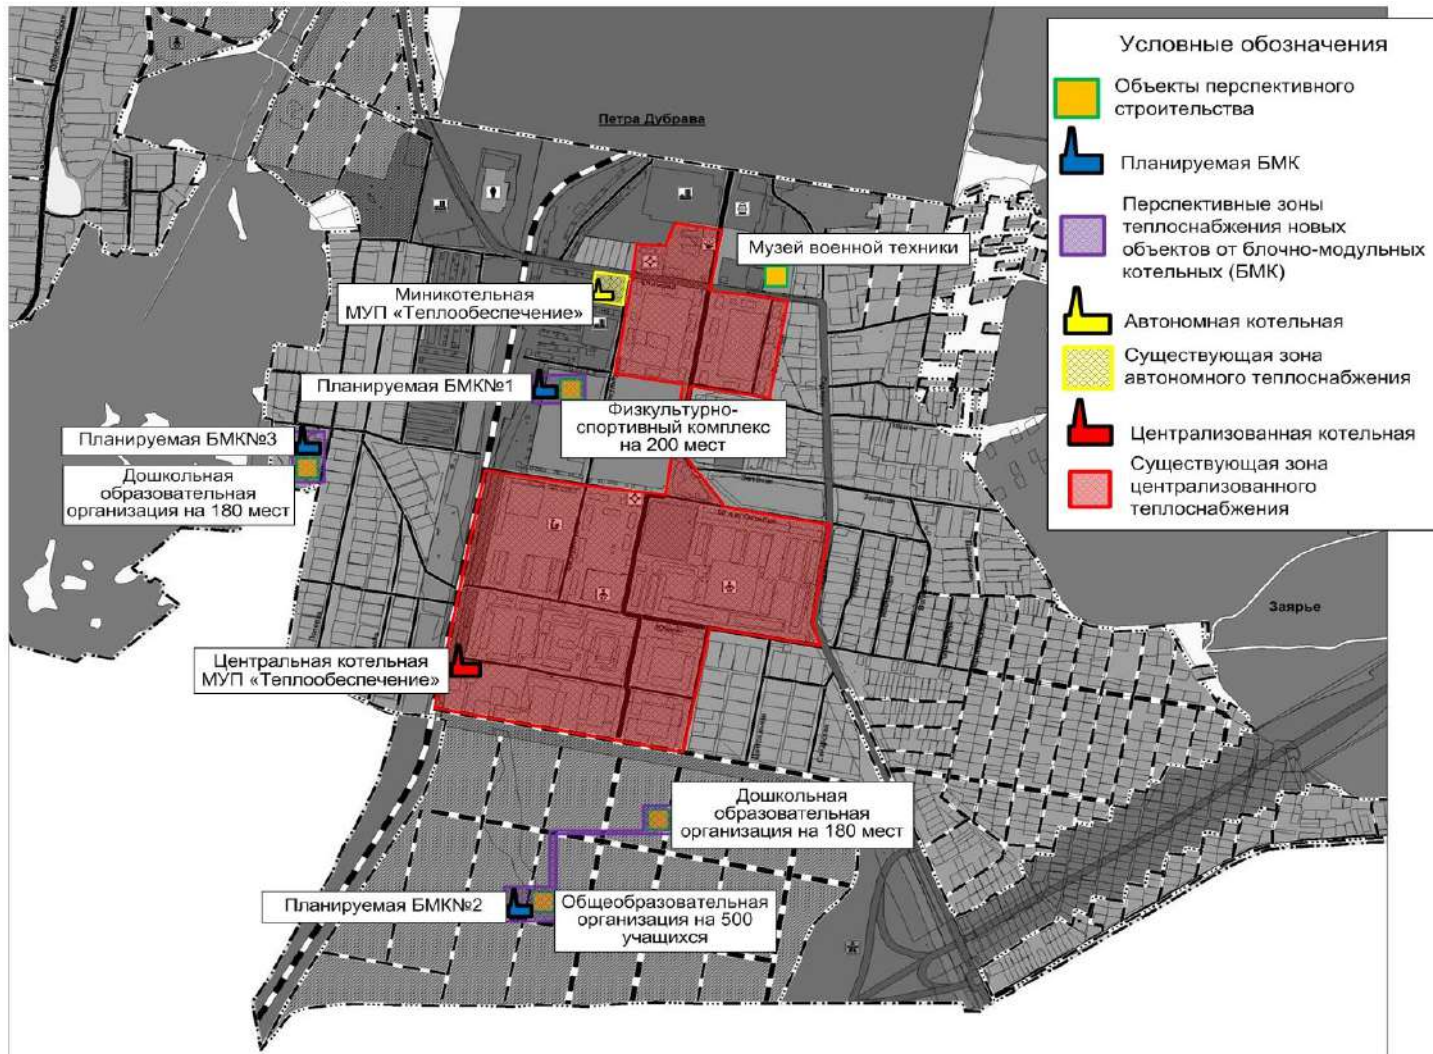 Условные обозначения
Объекты перспективного
строительства
Планируемая БМК
Перспективные зоны
теплоснабжения новых
объектов от блочно-модульных
котельных (БМК)
Автономная котельная
Существующая зона
автономного теплоснабжения
Централизованная котельная
Существующая зона
централизованного
теплоснабжения
Петра Дубрава
Музей военной техники
Миникотельная
МУП «Теплообеспечение»
Планируемая БМК№1
Физкультурно-
спортивный комплекс
на 200 мест
Планируемая БМК№3
Дошкольная
образовательная
организация на 180 мест
Заярье
Центральная котельная
МУП «Теплообеспечение»
Дошкольная
образовательная
организация на 180 мест
Планируемая БМК№2
Общеобразовательная
организация на 500
учащихся